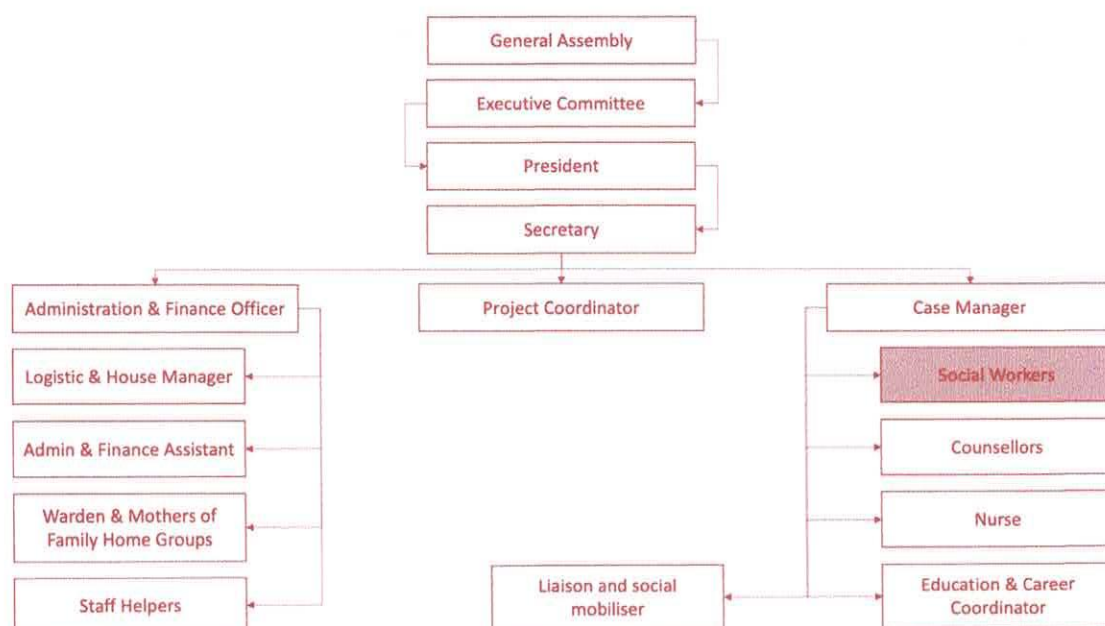 General Assembly
Executive Committee
President
Secretary
Administration & Finance Officer
Project Coordinator
Case Manager
Logistic & House Manager
Social Workers
Admin & Finance Assistant
Counsellors
Warden & Mothers of
Family Home Groups
Nurse
Staff Helpers
Liaison and social
mobiliser
Education & Career
Coordinator